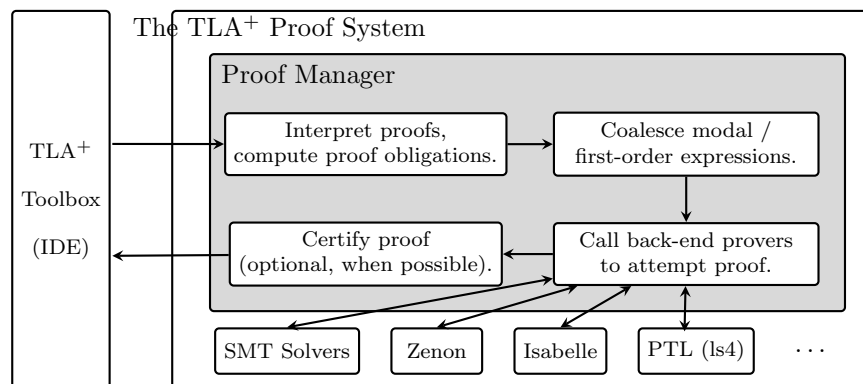 The TLA+ Proof System
Proof Manager
TLA+
Toolbox
(IDE)
Interpret proofs,
compute proof obligations.
Coalesce modal /
first-order expressions.
Certify proof
(optional, when possible).
Call back-end provers
to attempt proof.
SMT Solvers
Zenon
Isabelle
PTL (ls4)
. . .